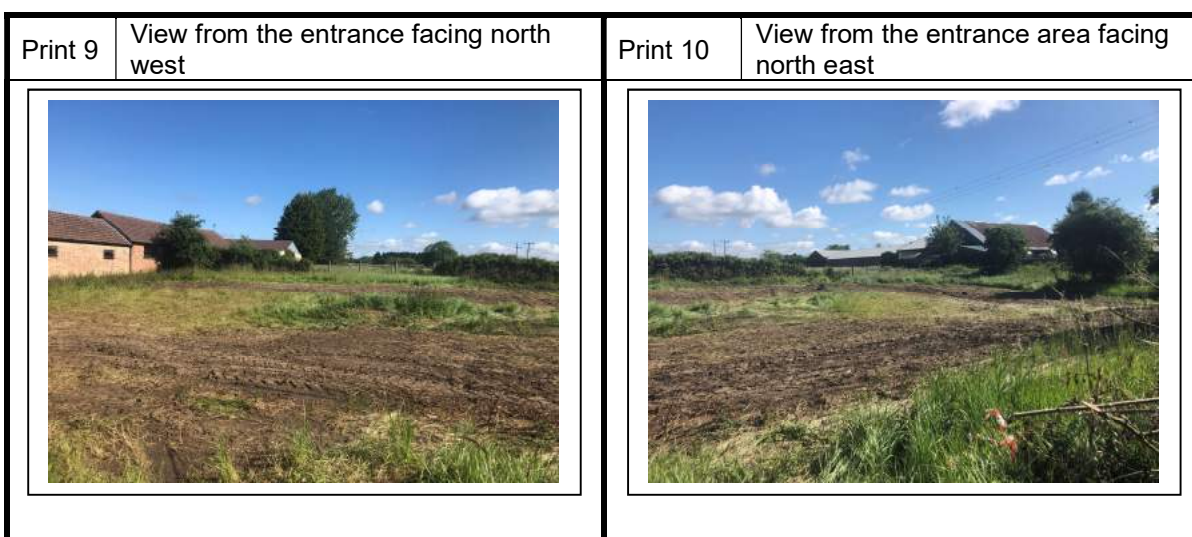 Print 9
View from the entrance facing north
west
Print 10
View from the entrance area facing
north east